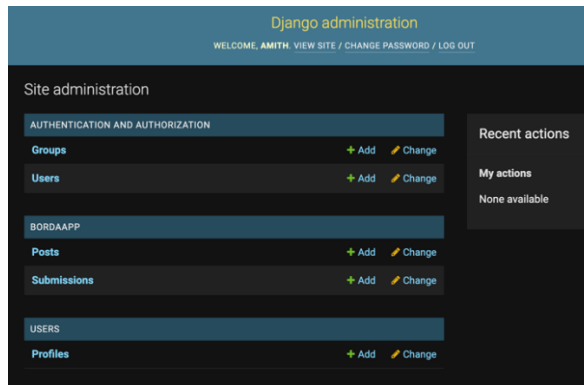 Django administration
WELCOME, AMITH. VIEW SITE / CHANGE PASSWORD / LOG OUT
Site administration
AUTHENTICATION AND AUTHORIZATION
Groups + Add Change
Users + Add Change
BORDAAPP
Posts + Add Change
Submissions + Add Change
USERS
Profiles + Add Change
Recent actions
My actions
None available